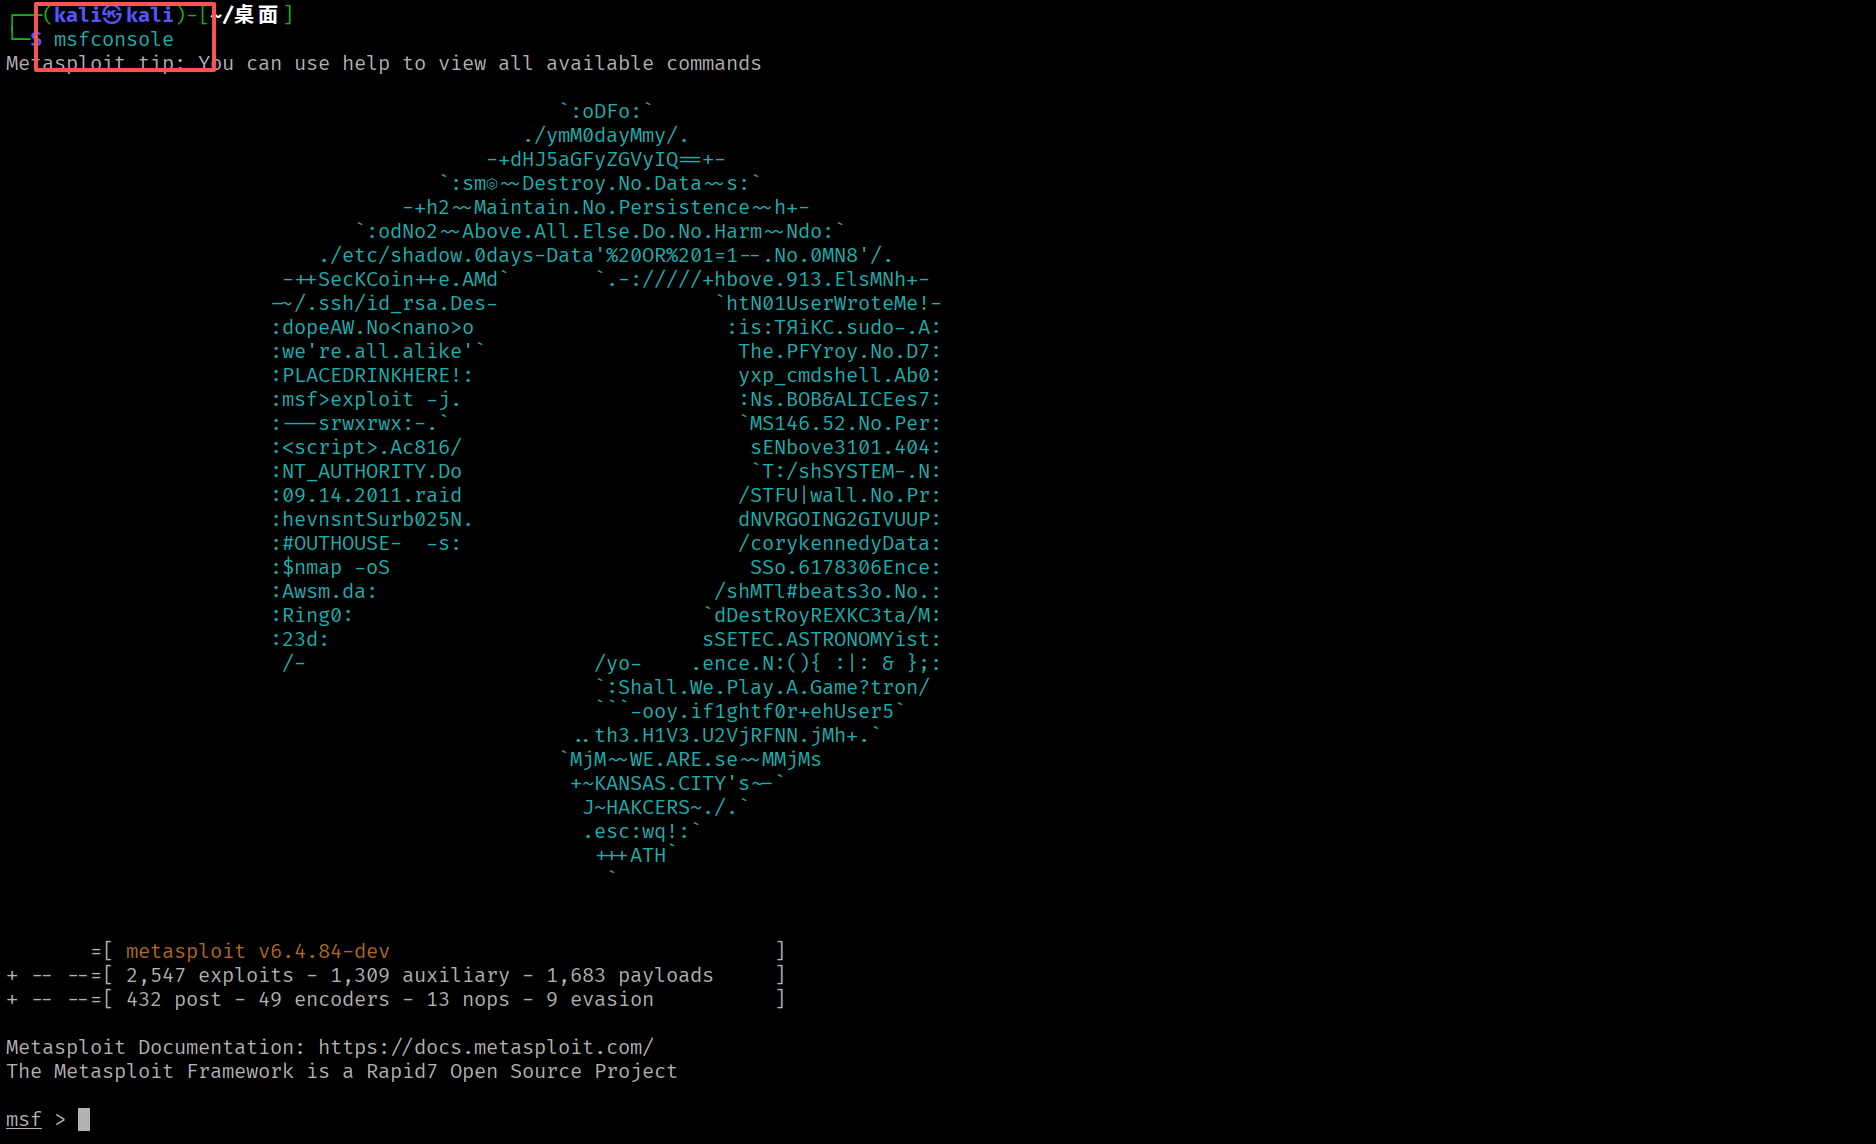 ┌──(kali㉿kali)-[~/桌面]
└─$ msfconsole
Metasploit tip: You can use help to view all available commands
`:oDFo:`
./ymM0dayMmy/.
-+dHJ5aGFyZGVyIQ==+-
`:sm⏣~~Destroy.No.Data~~s:`
-+h2~~Maintain.No.Persistence~~h+-
`:odNo2~~Above.All.Else.Do.No.Harm~~Ndo:`
./etc/shadow.0days-Data'%20OR%201=1--.No.0MN8'/.
-++SecKCoin++e.AMd` `.-://///+hbove.913.ElsMNh+-
-~/.ssh/id_rsa.Des- `htN01UserWroteMe!-
:dopeAW.No<nano>o :is:TЯiKC.sudo-.A:
:we're.all.alike'` The.PFYroy.No.D7:
:PLACEDRINKHERE!: yxp_cmdshell.Ab0:
:msf>exploit -j. :Ns.BOB&ALICEes7:
:---srwxrwx:-.` `MS146.52.No.Per:
:<script>.Ac816/ sENbove3101.404:
:NT_AUTHORITY.Do `T:/shSYSTEM-.N:
:09.14.2011.raid /STFU|wall.No.Pr:
:hevnsntSurb025N. dNVRGOING2GIVUUP:
:#OUTHOUSE- -s: /corykennedyData:
:$nmap -oS SSo.6178306Ence:
:Awsm.da: /shMTl#beats3o.No.:
:Ring0: `dDestRoyREXKC3ta/M:
:23d: sSETEC.ASTRONOMYist:
/- /yo- .ence.N:(){ :|: & };:
`:Shall.We.Play.A.Game?tron/
```-ooy.if1ghtf0r+ehUser5`
..th3.H1V3.U2VjRFNN.jMh+.`
`MjM~~WE.ARE.se~~MMjMs
+~KANSAS.CITY's~-`
J~HAKCERS~./.`
.esc:wq!:`
+++ATH`
`
=[ metasploit v6.4.84-dev ]
+ -- --=[ 2,547 exploits - 1,309 auxiliary - 1,683 payloads ]
+ -- --=[ 432 post - 49 encoders - 13 nops - 9 evasion ]
Metasploit Documentation: https://docs.metasploit.com/
The Metasploit Framework is a Rapid7 Open Source Project
msf >